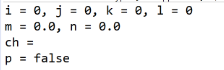 i = 0, j = 0, k = 0, l = 0
m = 0.0, n = 0.0
ch =
p = false